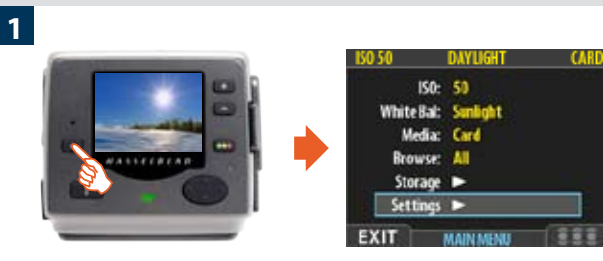 1
HASSELBLAD
ISO 50 DAYLIGHT CARD
ISO: 50
White Bal: Sunlight
Media: Card
Browse: All
Storage ►
Settings ►
EXIT MAIN MENU